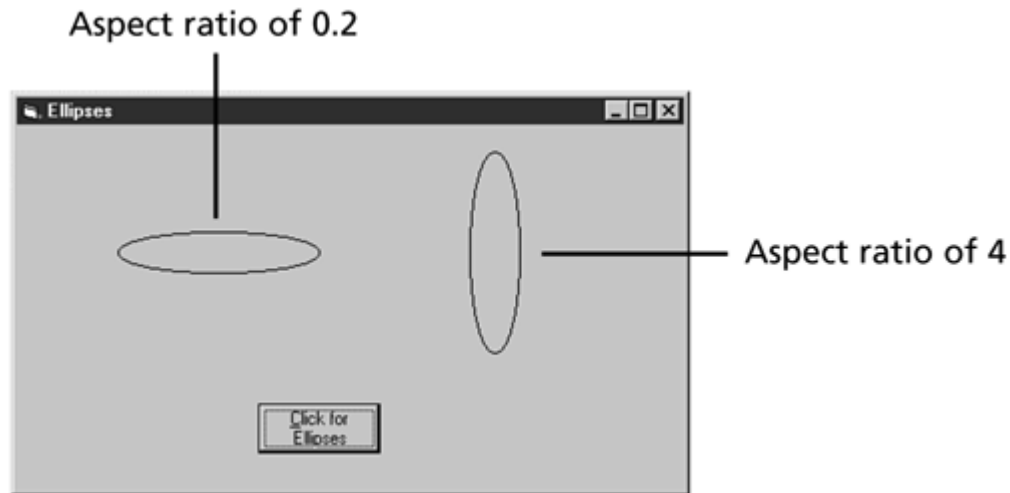 Aspect ratio of 0.2
Ellipses
Aspect ratio of 4
Click for
Ellipses